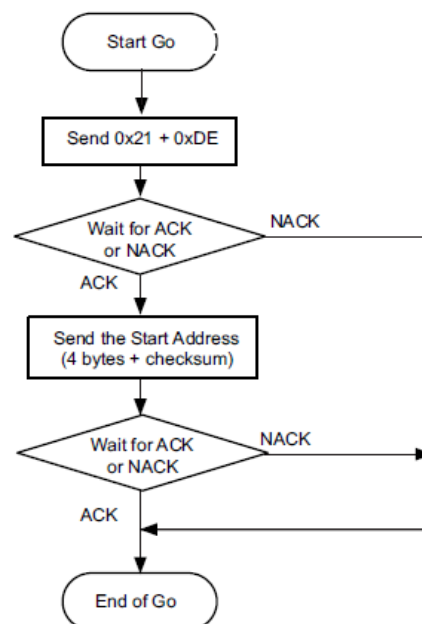 Start Go
Send 0x21 + 0xDE
Wait for ACK
or NACK
NACK
ACK
Send the Start Address
(4 bytes + checksum)
Wait for ACK
or NACK
NACK
ACK
End of Go